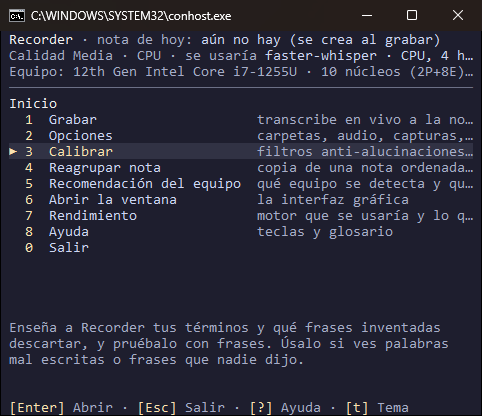 C:\WINDOWS\SYSTEM32\conhost.exe
Recorder · nota de hoy: aún no hay (se crea al grabar)
Calidad Media · CPU · se usaría faster-whisper · CPU, 4 h…
Equipo: 12th Gen Intel Core i7-1255U · 10 núcleos (2P+8E)…
Inicio
1 Grabar transcribe en vivo a la no…
2 Opciones carpetas, audio, capturas,…
► 3 Calibrar filtros anti-alucinaciones…
4 Reagrupar nota copia de una nota ordenada…
5 Recomendación del equipo qué equipo se detecta y qu…
6 Abrir la ventana la interfaz gráfica
7 Rendimiento motor que se usaría y lo q…
8 Ayuda teclas y glosario
0 Salir
Enseña a Recorder tus términos y qué frases inventadas
descartar, y pruébalo con frases. Úsalo si ves palabras
mal escritas o frases que nadie dijo.
[Enter] Abrir · [Esc] Salir · [?] Ayuda · [t] Tema